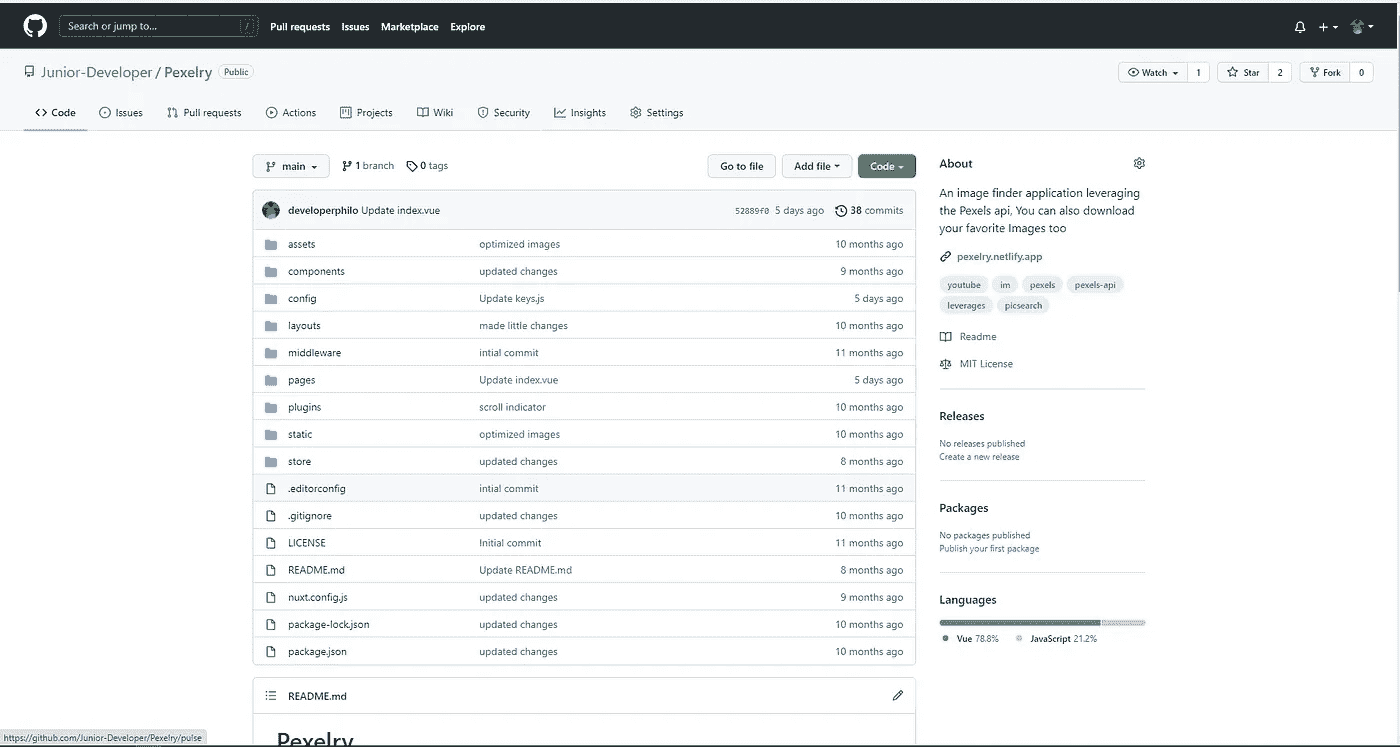 Search or jump to... / Pull requests Issues Marketplace Explore
Junior-Developer / Pexelry Public Watch 1 Star 2 Fork 0
Code Issues Pull requests Actions Projects Wiki Security Insights Settings
main 1 branch 0 tags Go to file Add file Code
developerphilo Update index.vue 52889f0 5 days ago 38 commits
assets optimized images 10 months ago
components updated changes 9 months ago
config Update keys.js 5 days ago
layouts made little changes 10 months ago
middleware intial commit 11 months ago
pages Update index.vue 5 days ago
plugins scroll indicator 10 months ago
static optimized images 10 months ago
store updated changes 8 months ago
.editorconfig intial commit 11 months ago
.gitignore updated changes 10 months ago
LICENSE Initial commit 11 months ago
README.md Update README.md 8 months ago
nuxt.config.js updated changes 9 months ago
package-lock.json updated changes 10 months ago
package.json updated changes 10 months ago
README.md
Pexelry
About
An image finder application leveraging
the Pexels api, You can also download
your favorite Images too
pexelry.netlify.app
youtube im pexels pexels-api
leverages picsearch
Readme
MIT License
Releases
No releases published
Create a new release
Packages
No packages published
Publish your first package
Languages
Vue 78.8% JavaScript 21.2%
https://github.com/Junior-Developer/Pexelry/pulse